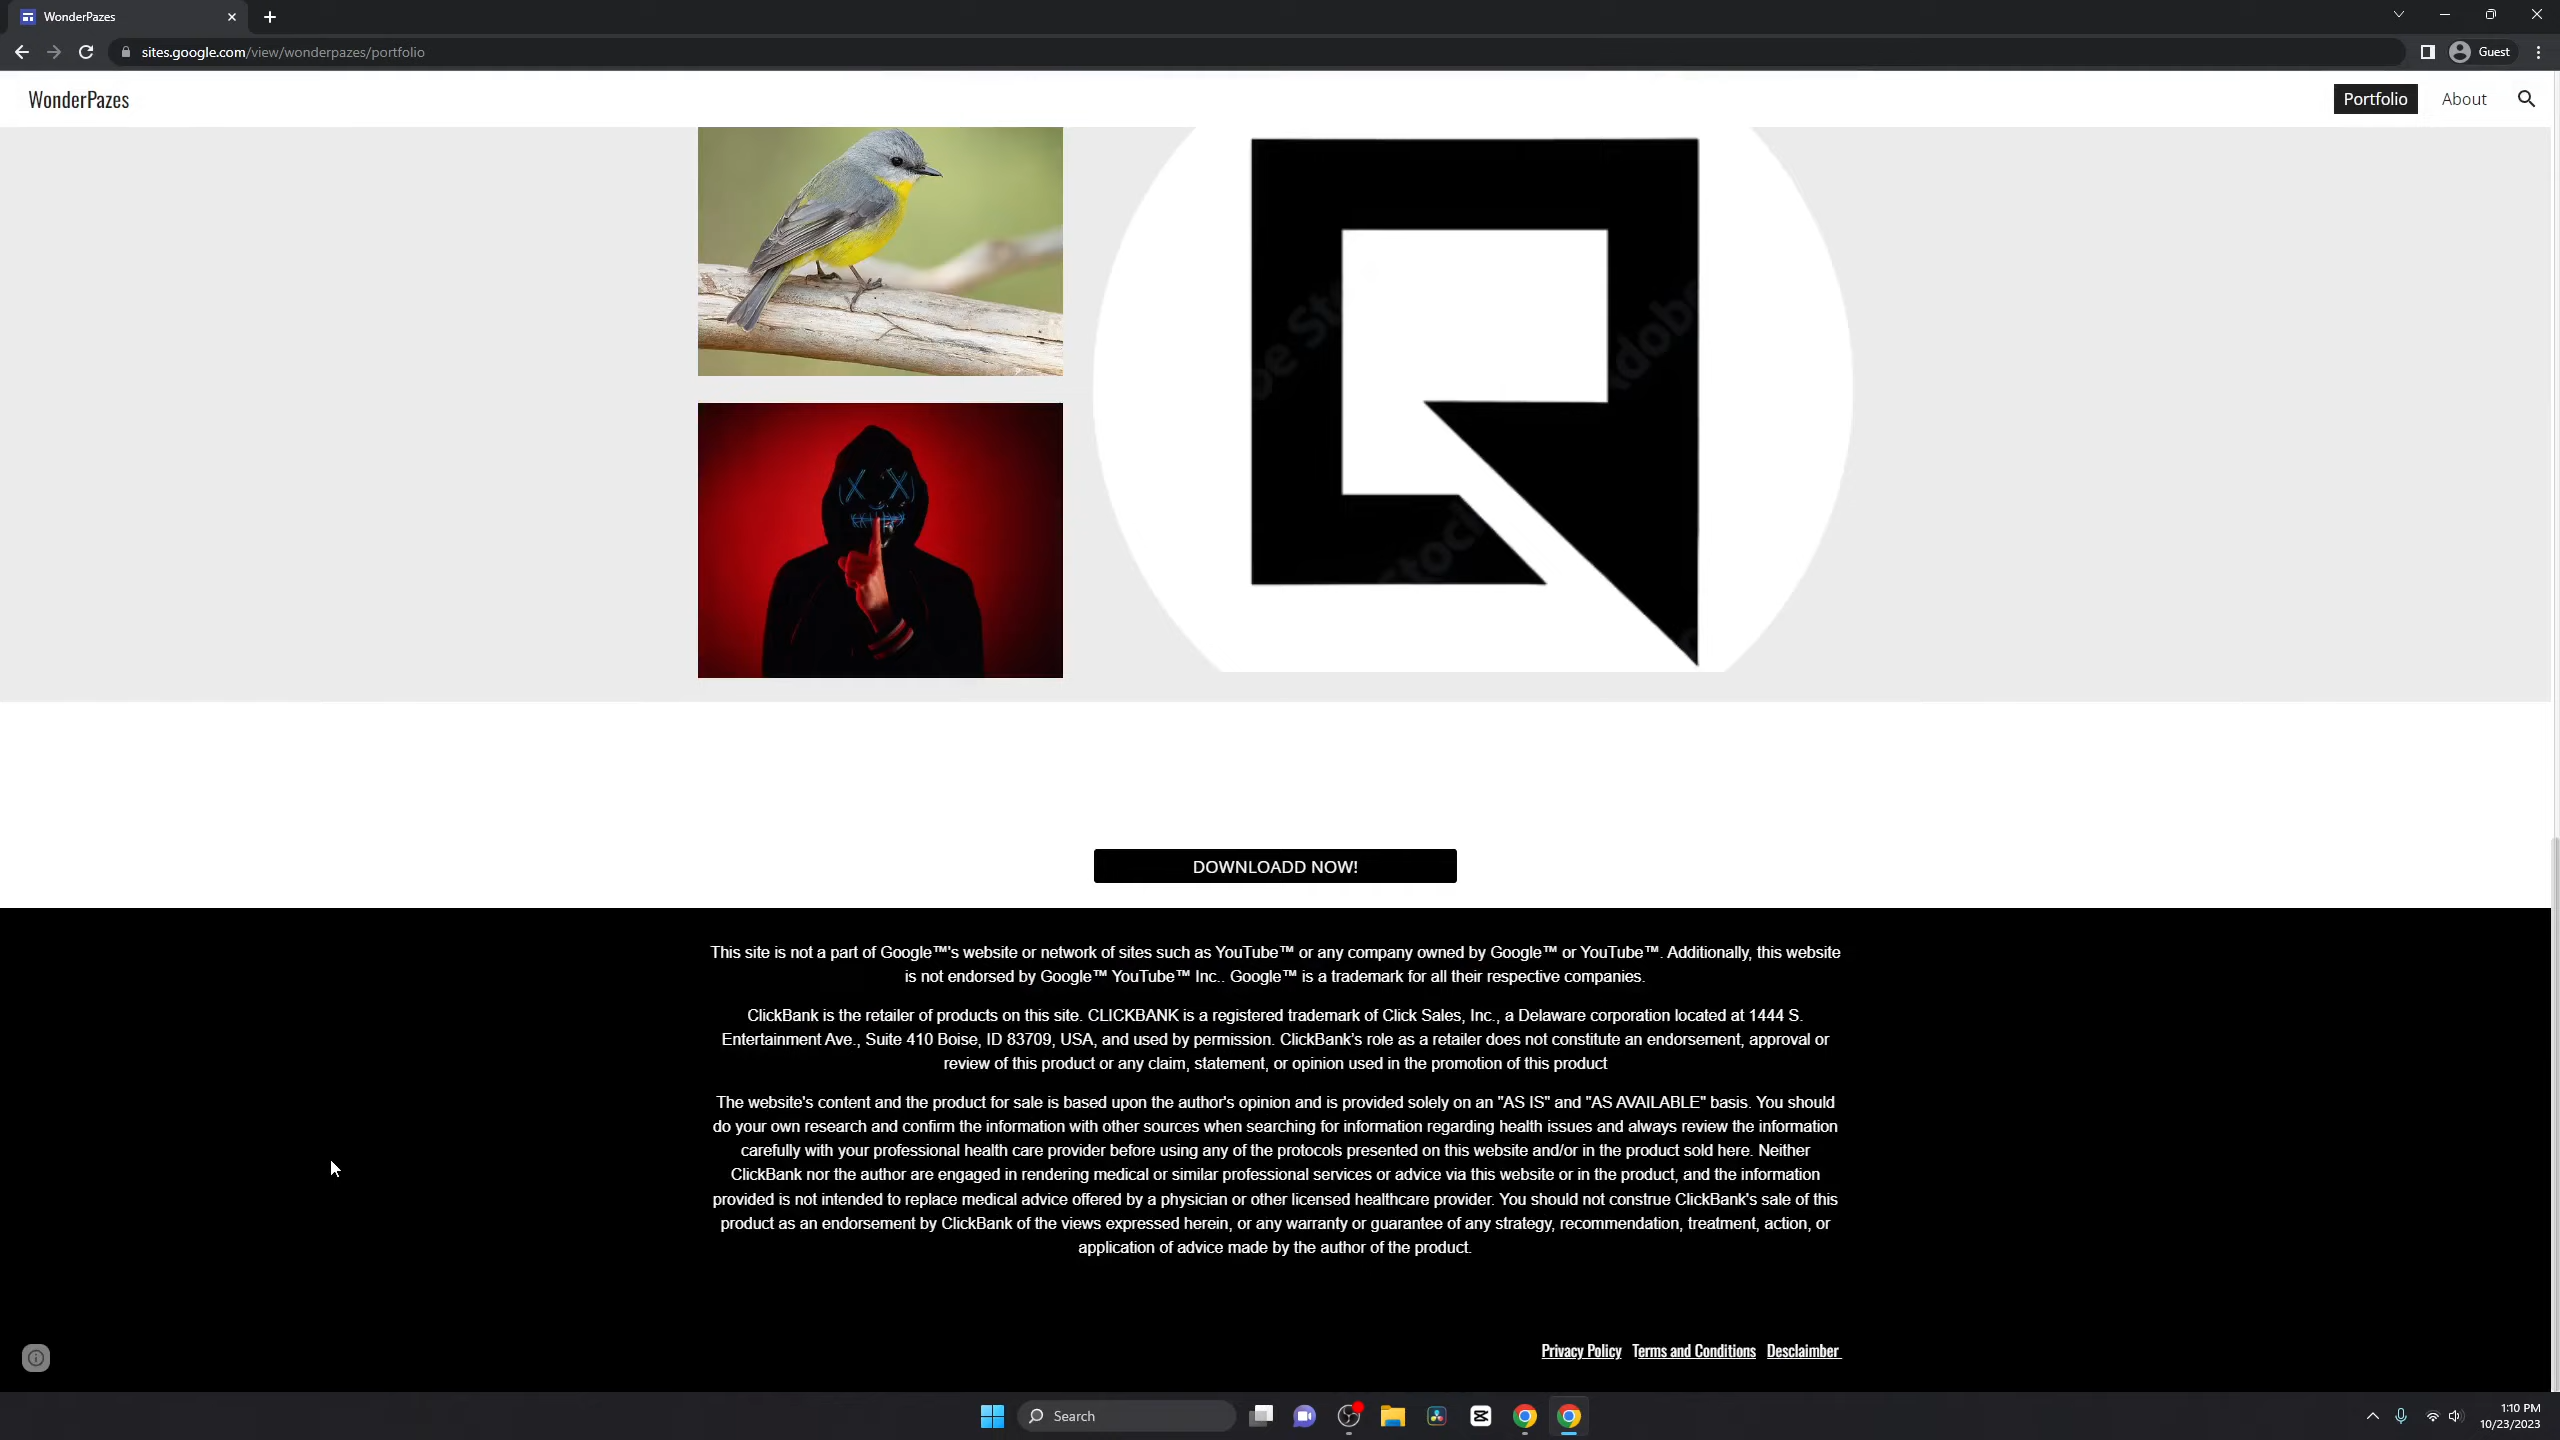 WonderPazes
sites.google.com/view/wonderpazes/portfolio
Guest
WonderPazes
Portfolio
About
DOWNLOADD NOW!
This site is not a part of Google™'s website or network of sites such as YouTube™ or any company owned by Google™ or YouTube™. Additionally, this website
is not endorsed by Google™ YouTube™ Inc.. Google™ is a trademark for all their respective companies.
ClickBank is the retailer of products on this site. CLICKBANK is a registered trademark of Click Sales, Inc., a Delaware corporation located at 1444 S.
Entertainment Ave., Suite 410 Boise, ID 83709, USA, and used by permission. ClickBank’s role as a retailer does not constitute an endorsement, approval or
review of this product or any claim, statement, or opinion used in the promotion of this product
The website's content and the product for sale is based upon the author's opinion and is provided solely on an "AS IS" and "AS AVAILABLE" basis. You should
do your own research and confirm the information with other sources when searching for information regarding health issues and always review the information
carefully with your professional health care provider before using any of the protocols presented on this website and/or in the product sold here. Neither
ClickBank nor the author are engaged in rendering medical or similar professional services or advice via this website or in the product, and the information
provided is not intended to replace medical advice offered by a physician or other licensed healthcare provider. You should not construe ClickBank's sale of this
product as an endorsement by ClickBank of the views expressed herein, or any warranty or guarantee of any strategy, recommendation, treatment, action, or
application of advice made by the author of the product.
Privacy Policy Terms and Conditions Desclaimber
Search
1:10 PM
10/23/2023